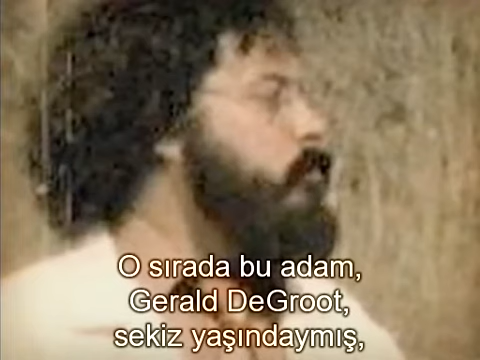 O sırada bu adam,
Gerald DeGroot,
sekiz yaşındaymış,